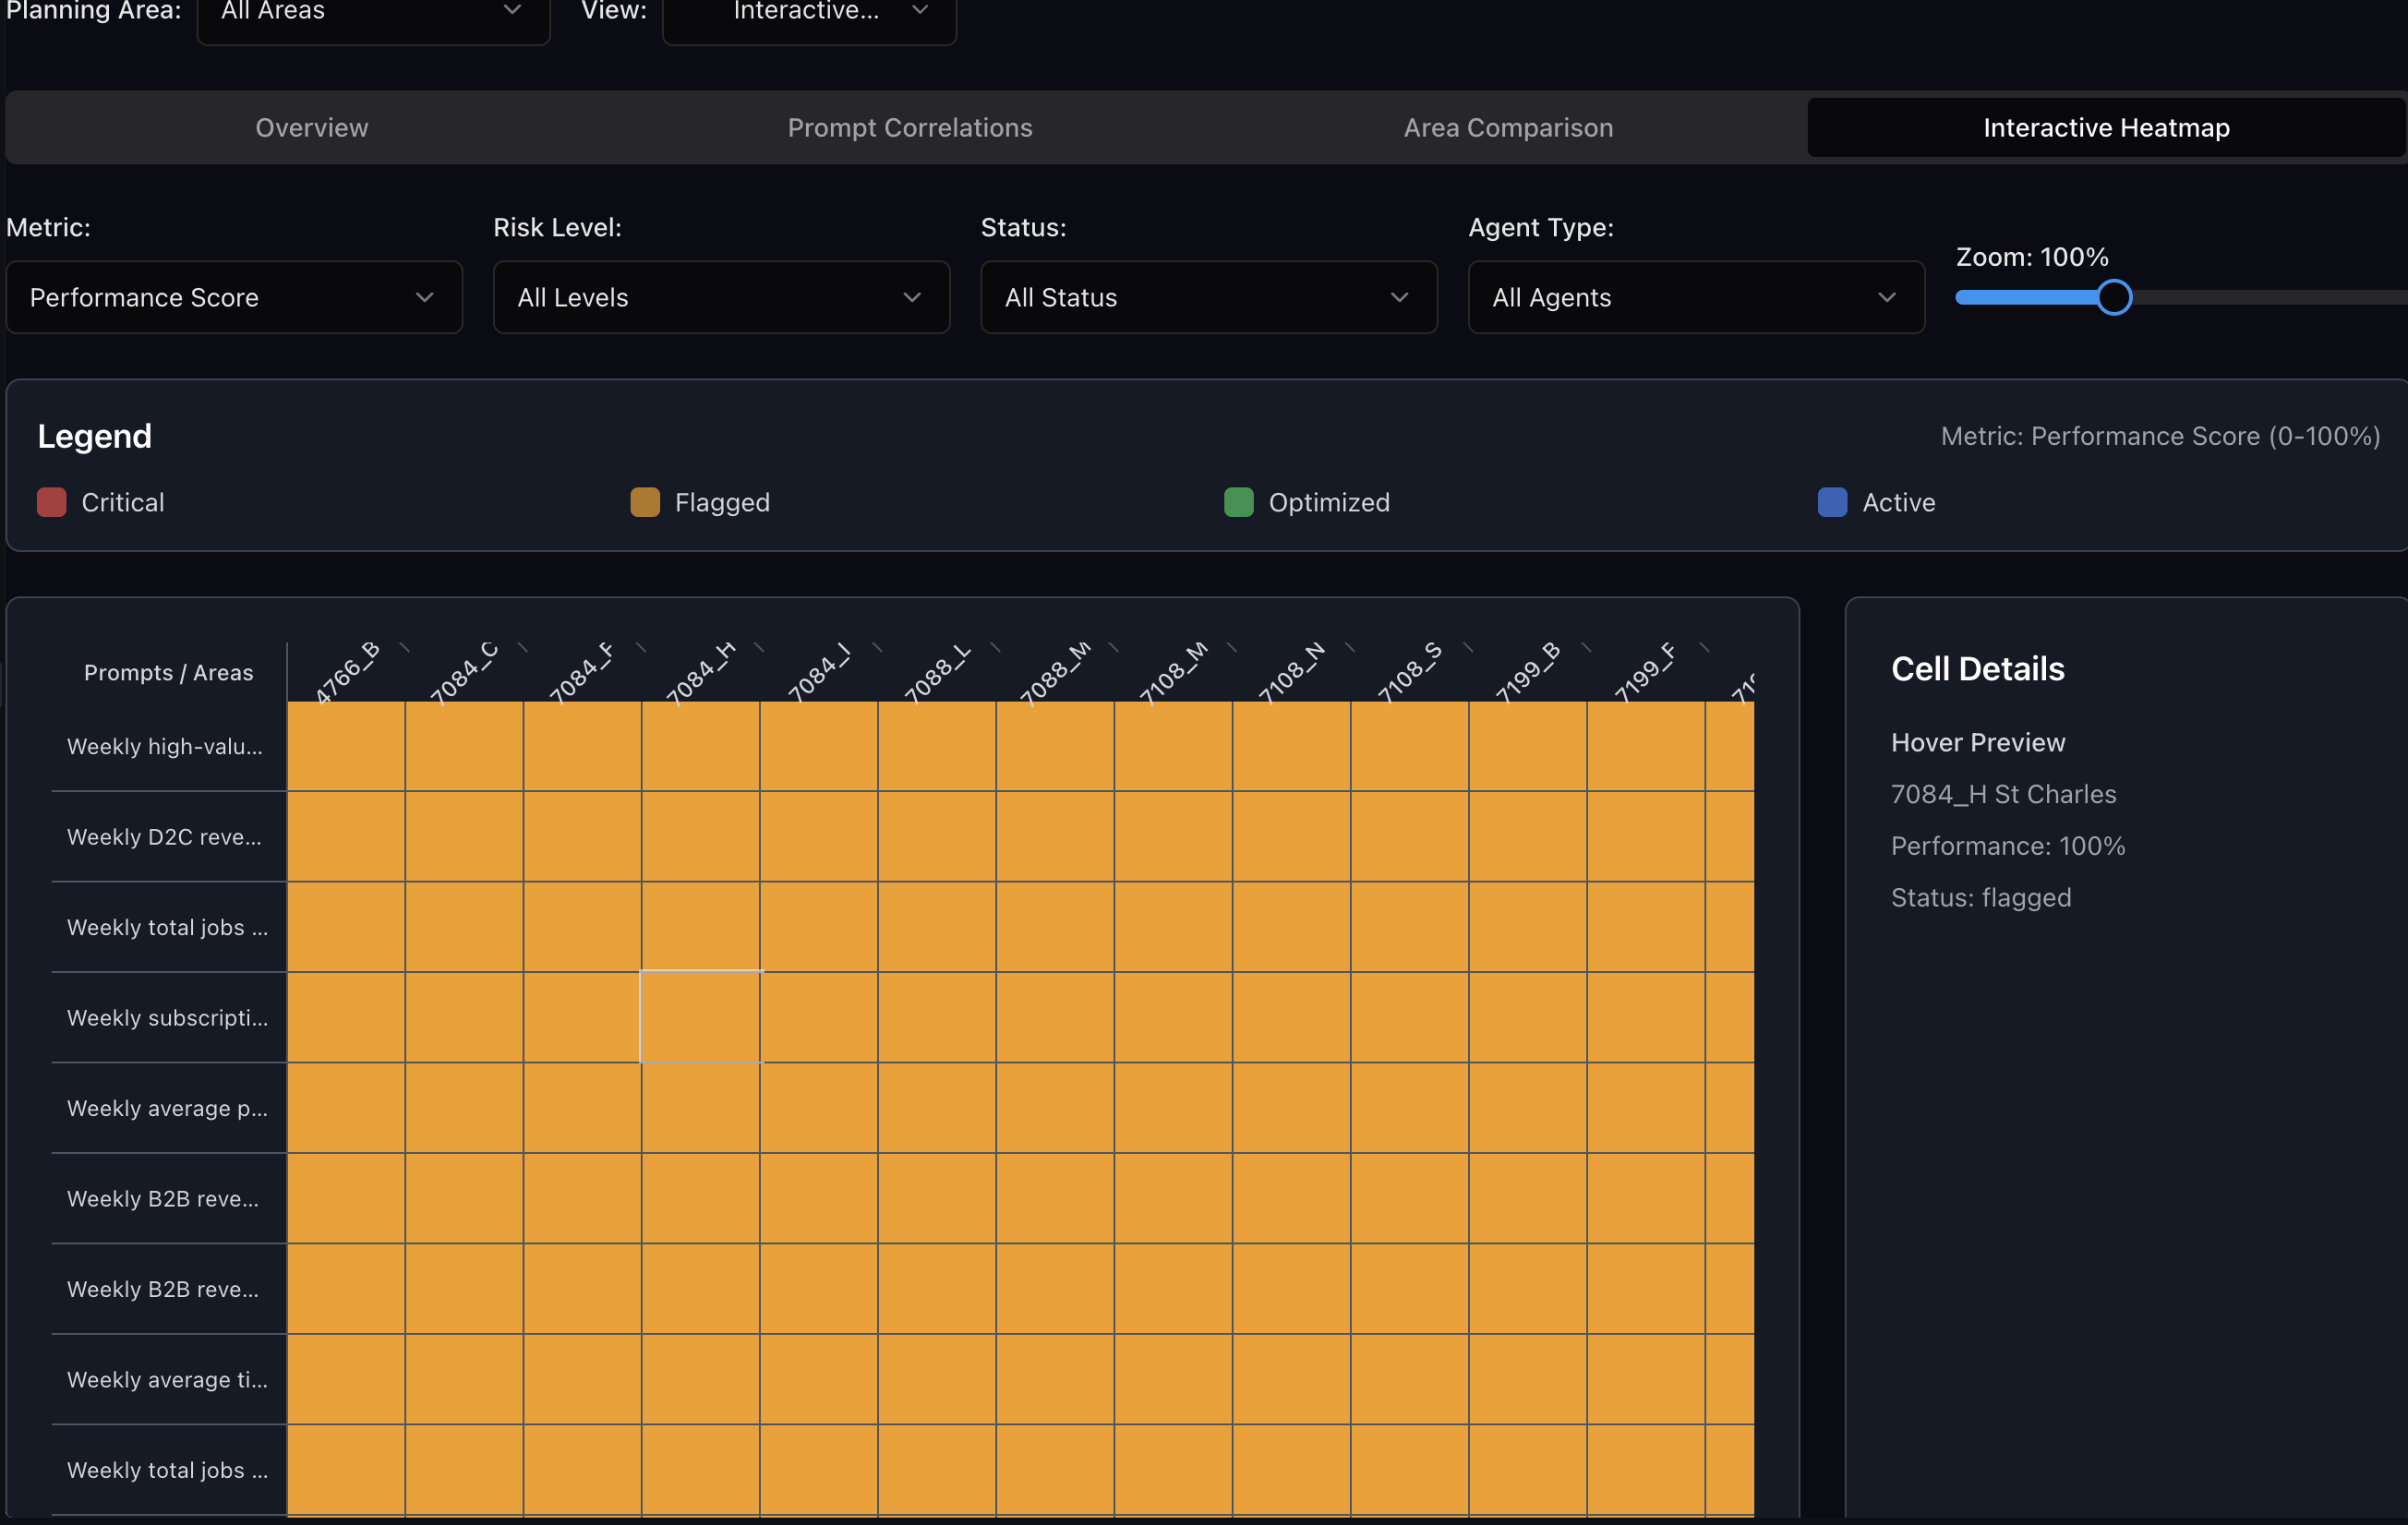 Planning Area: All Areas View: Interactive...
Overview Prompt Correlations Area Comparison Interactive Heatmap
Metric: Risk Level: Status: Agent Type:
Zoom: 100%
Performance Score All Levels All Status All Agents
Legend Metric: Performance Score (0-100%)
Critical Flagged Optimized Active
Prompts / Areas 4766_B 7084_C 7084_F 7084_H 7084_I 7088_L 7088_M 7108_M 7108_N 7108_S 7199_B 7199_F
Weekly high-valu...
Weekly D2C reve...
Weekly total jobs ...
Weekly subscripti...
Weekly average p...
Weekly B2B reve...
Weekly B2B reve...
Weekly average ti...
Weekly total jobs ...
Cell Details
Hover Preview
7084_H St Charles
Performance: 100%
Status: flagged